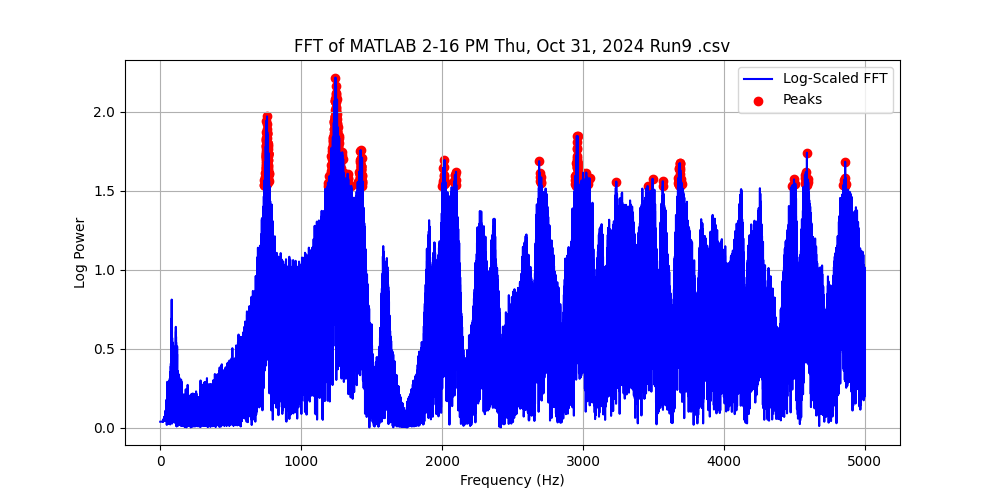 FFT of MATLAB 2-16 PM Thu, Oct 31, 2024 Run9 .csv
Log-Scaled FFT
Peaks
2.0
1.5
1.0
0.5
0.0
Log Power
0 1000 2000 3000 4000 5000
Frequency (Hz)